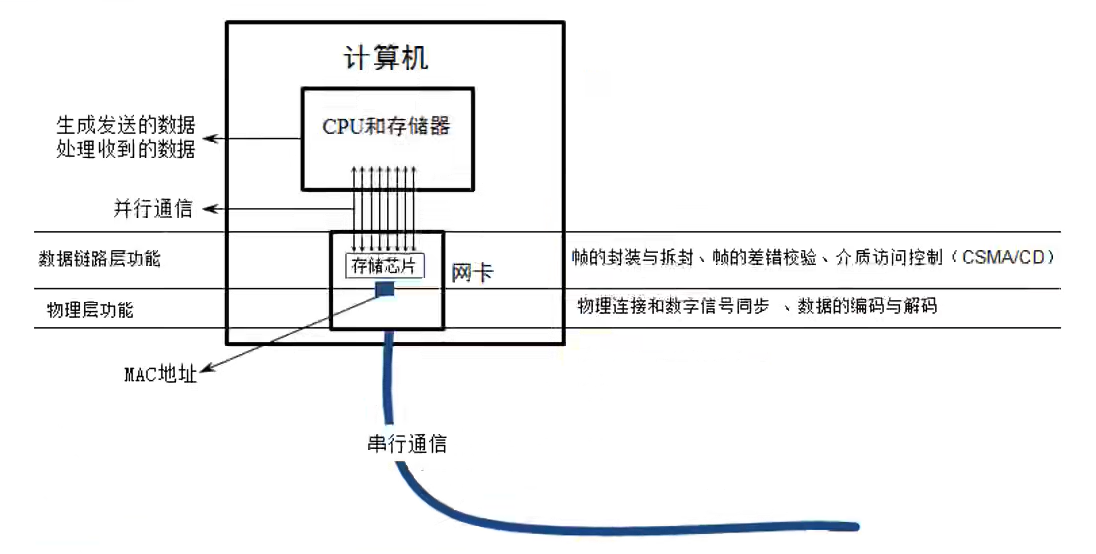 计算机
CPU和存储器
生成发送的数据
处理收到的数据
并行通信
数据链路层功能
存储芯片
网卡
帧的封装与拆封、帧的差错校验、介质访问控制（CSMA/CD）
物理层功能
物理连接和数字信号同步 、数据的编码与解码
MAC地址
串行通信